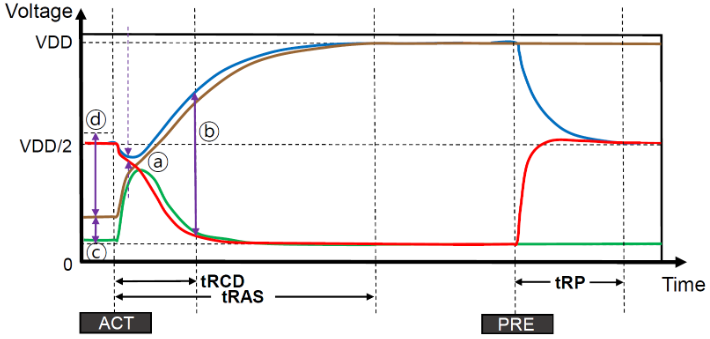 Voltage
VDD
ⓓ
ⓑ
VDD/2
ⓐ
ⓒ
0
tRCD
tRAS
tRP
Time
ACT
PRE